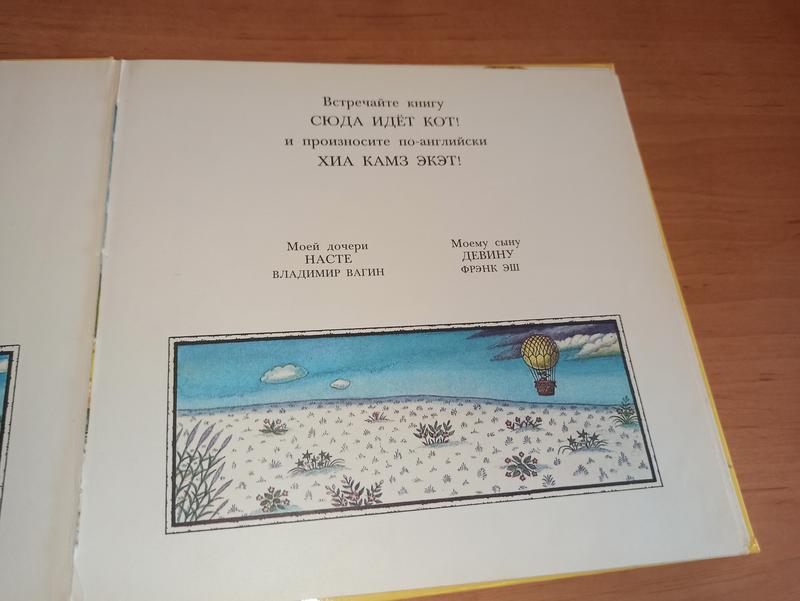 Встречайте книгу
СЮДА ИДЁТ КОТ!
и произносите по-английски
ХИА КАМЗ ЭКЭТ!
Моей дочери
НАСТЕ
ВЛАДИМИР ВАГИН
Моему сыну
ДЕВИНУ
ФРЭНК ЭШ